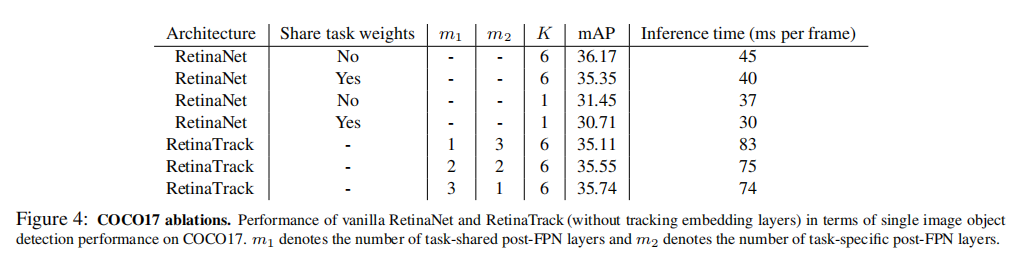 Architecture Share task weights m1 m2 K mAP Inference time (ms per frame)
RetinaNet No - - 6 36.17 45
RetinaNet Yes - - 6 35.35 40
RetinaNet No - - 1 31.45 37
RetinaNet Yes - - 1 30.71 30
RetinaTrack - 1 3 6 35.11 83
RetinaTrack - 2 2 6 35.55 75
RetinaTrack - 3 1 6 35.74 74
Figure 4: COCO17 ablations. Performance of vanilla RetinaNet and RetinaTrack (without tracking embedding layers) in terms of single image object
detection performance on COCO17. m1 denotes the number of task-shared post-FPN layers and m2 denotes the number of task-specific post-FPN layers.